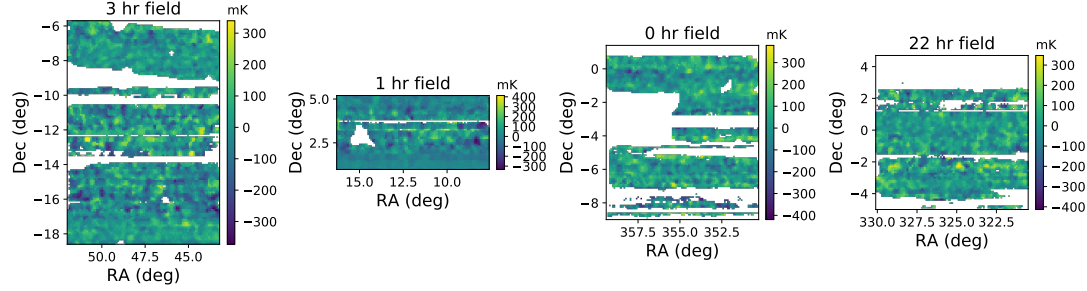 3 hr field
mK
−6
−8
−10
−12
−14
−16
−18
Dec (deg)
50.0 47.5 45.0
RA (deg)
300
200
100
0
−100
−200
−300
1 hr field
mK
5.0
2.5
Dec (deg)
15.0 12.5 10.0
RA (deg)
400
300
200
100
0
−100
−200
−300
0 hr field
mK
0
−2
−4
−6
−8
Dec (deg)
357.5 355.0 352.5
RA (deg)
400
300
200
100
0
−100
−200
−300
−400
22 hr field
mK
4
2
0
−2
−4
Dec (deg)
330.0 327.5 325.0 322.5
RA (deg)
300
200
100
0
−100
−200
−300
−400